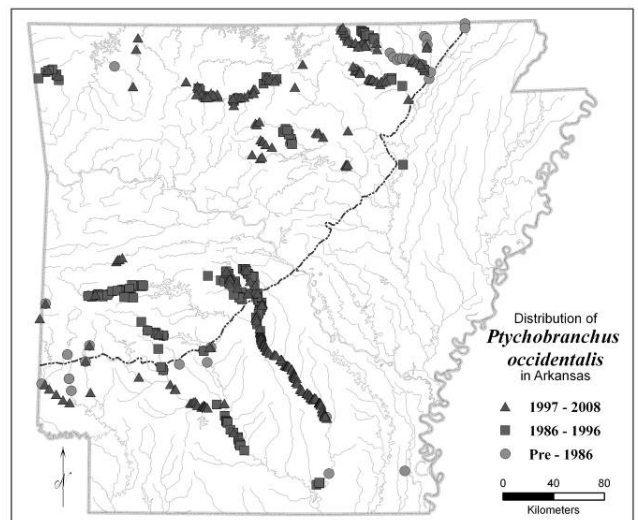 Distribution of
Ptychobranchus
occidentalis
in Arkansas
1997 - 2008
1986 - 1996
Pre - 1986
0 40 80
Kilometers